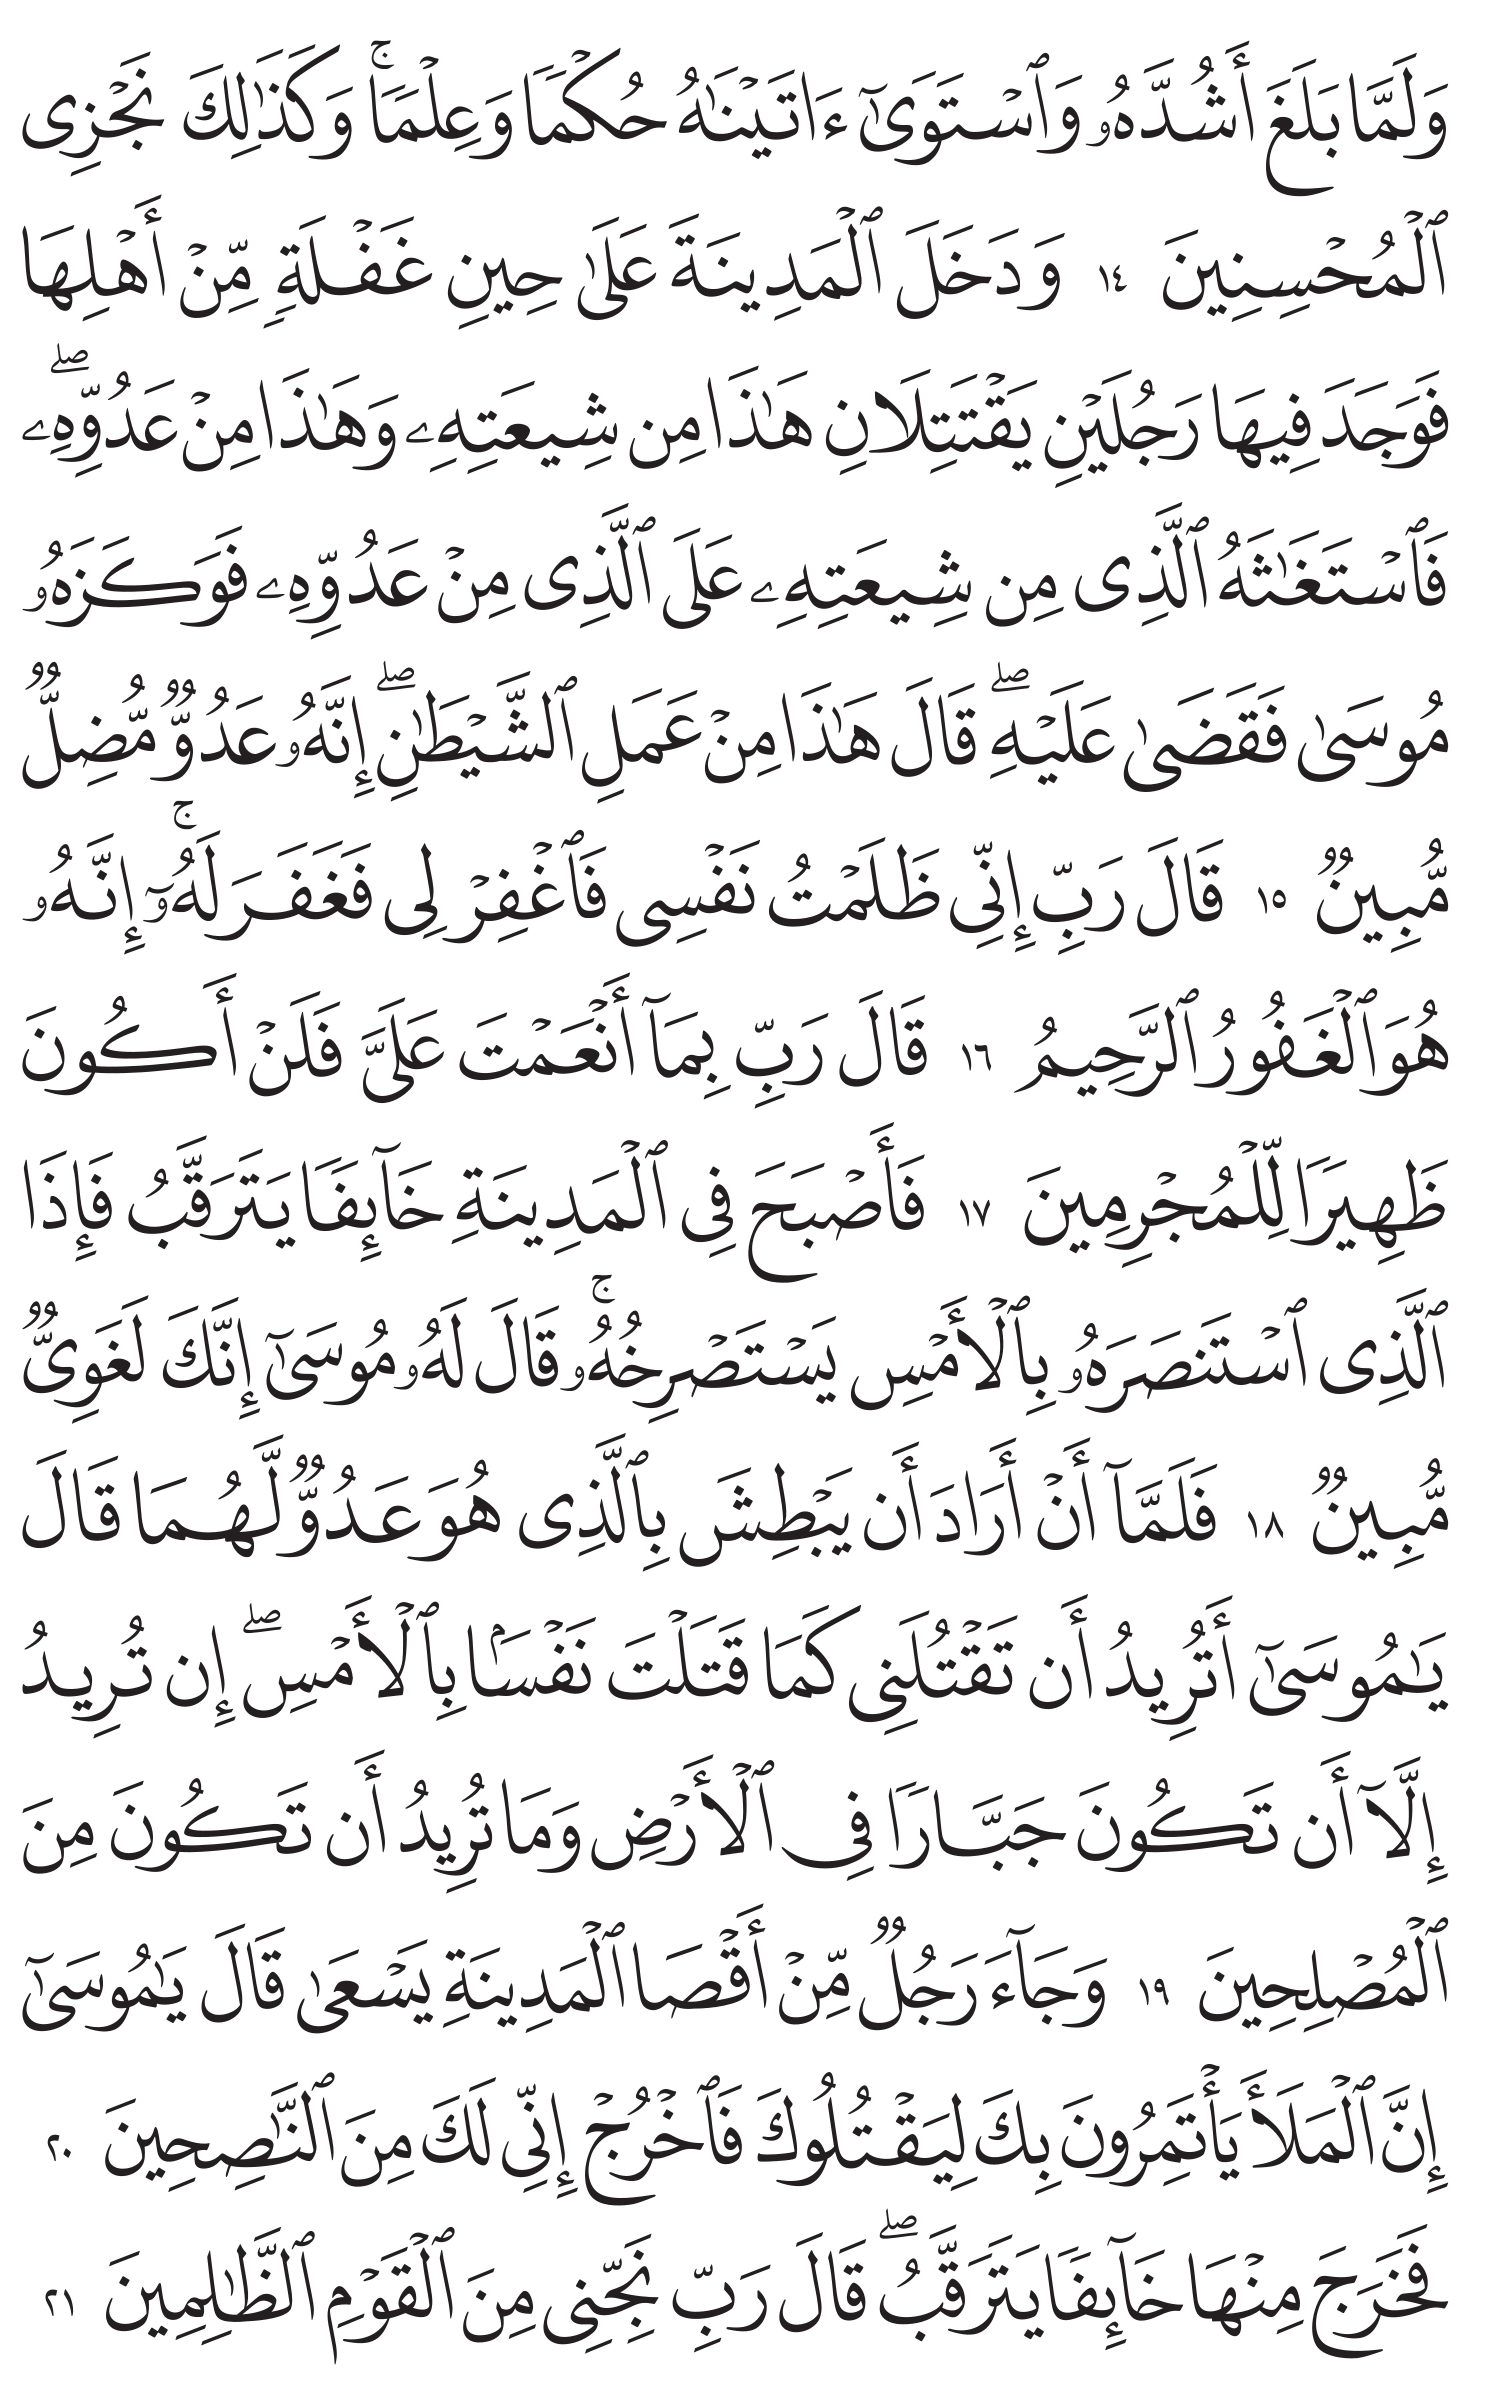 وَلَمَّا بَلَغَ أَشُدَّهُۥ وَٱسْتَوَىٰٓ ءَاتَيْنَـٰهُ حُكْمًا وَعِلْمًا ۚ وَكَذَٰلِكَ نَجْزِى
ٱلْمُحْسِنِينَ ١٤ وَدَخَلَ ٱلْمَدِينَةَ عَلَىٰ حِينِ غَفْلَةٍ مِّنْ أَهْلِهَا
فَوَجَدَ فِيهَا رَجُلَيْنِ يَقْتَتِلَانِ هَـٰذَا مِن شِيعَتِهِۦ وَهَـٰذَا مِنْ عَدُوِّهِۦ ۖ
فَٱسْتَغَـٰثَهُ ٱلَّذِى مِن شِيعَتِهِۦ عَلَى ٱلَّذِى مِنْ عَدُوِّهِۦ فَوَكَزَهُۥ
مُوسَىٰ فَقَضَىٰ عَلَيْهِ ۖ قَالَ هَـٰذَا مِنْ عَمَلِ ٱلشَّيْطَـٰنِ ۖ إِنَّهُۥ عَدُوٌّ مُّضِلٌّ
مُّبِينٌ ١٥ قَالَ رَبِّ إِنِّى ظَلَمْتُ نَفْسِى فَٱغْفِرْ لِى فَغَفَرَ لَهُۥٓ ۚ إِنَّهُۥ
هُوَ ٱلْغَفُورُ ٱلرَّحِيمُ ١٦ قَالَ رَبِّ بِمَآ أَنْعَمْتَ عَلَىَّ فَلَنْ أَكُونَ
ظَهِيرًا لِّلْمُجْرِمِينَ ١٧ فَأَصْبَحَ فِى ٱلْمَدِينَةِ خَآئِفًا يَتَرَقَّبُ فَإِذَا
ٱلَّذِى ٱسْتَنصَرَهُۥ بِٱلْأَمْسِ يَسْتَصْرِخُهُۥ ۚ قَالَ لَهُۥ مُوسَىٰٓ إِنَّكَ لَغَوِىٌّ
مُّبِينٌ ١٨ فَلَمَّآ أَنْ أَرَادَ أَن يَبْطِشَ بِٱلَّذِى هُوَ عَدُوٌّ لَّهُمَا قَالَ
يَـٰمُوسَىٰٓ أَتُرِيدُ أَن تَقْتُلَنِى كَمَا قَتَلْتَ نَفْسًۢا بِٱلْأَمْسِ ۖ إِن تُرِيدُ
إِلَّآ أَن تَكُونَ جَبَّارًا فِى ٱلْأَرْضِ وَمَا تُرِيدُ أَن تَكُونَ مِنَ
ٱلْمُصْلِحِينَ ١٩ وَجَآءَ رَجُلٌ مِّنْ أَقْصَا ٱلْمَدِينَةِ يَسْعَىٰ قَالَ يَـٰمُوسَىٰٓ
إِنَّ ٱلْمَلَأَ يَأْتَمِرُونَ بِكَ لِيَقْتُلُوكَ فَٱخْرُجْ إِنِّى لَكَ مِنَ ٱلنَّـٰصِحِينَ ٢٠
فَخَرَجَ مِنْهَا خَآئِفًا يَتَرَقَّبُ ۖ قَالَ رَبِّ نَجِّنِى مِنَ ٱلْقَوْمِ ٱلظَّـٰلِمِينَ ٢١